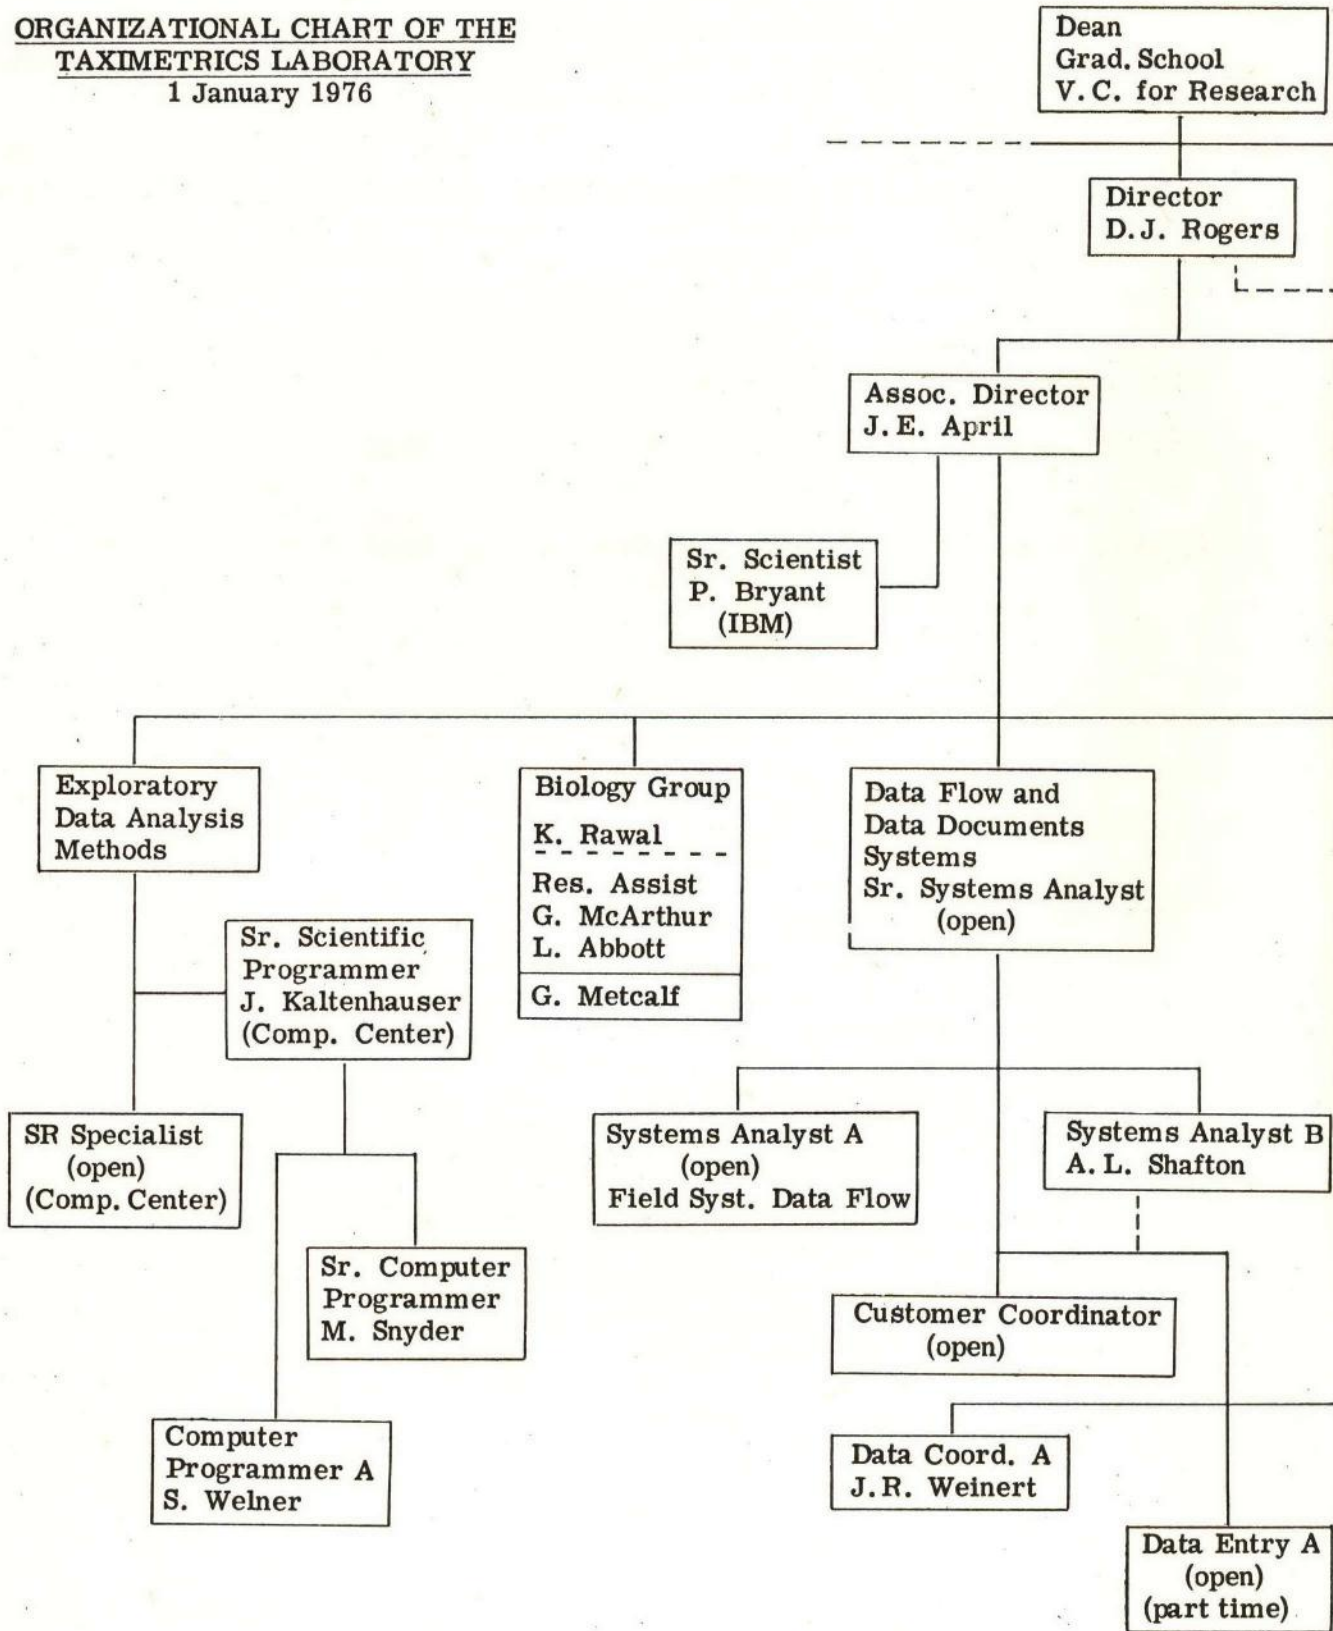 ORGANIZATIONAL CHART OF THE
TAXIMETRICS LABORATORY
1 January 1976
Dean
Grad. School
V. C. for Research
Director
D. J. Rogers
Assoc. Director
J. E. April
Sr. Scientist
P. Bryant
(IBM)
Exploratory
Data Analysis
Methods
Biology Group
K. Rawal
Res. Assist
G. McArthur
L. Abbott
G. Metcalf
Data Flow and
Data Documents
Systems
Sr. Systems Analyst
(open)
Sr. Scientific
Programmer
J. Kaltenhauser
(Comp. Center)
SR Specialist
(open)
(Comp. Center)
Systems Analyst A
(open)
Field Syst. Data Flow
Systems Analyst B
A. L. Shafton
Sr. Computer
Programmer
M. Snyder
Customer Coordinator
(open)
Computer
Programmer A
S. Welner
Data Coord. A
J. R. Weinert
Data Entry A
(open)
(part time)